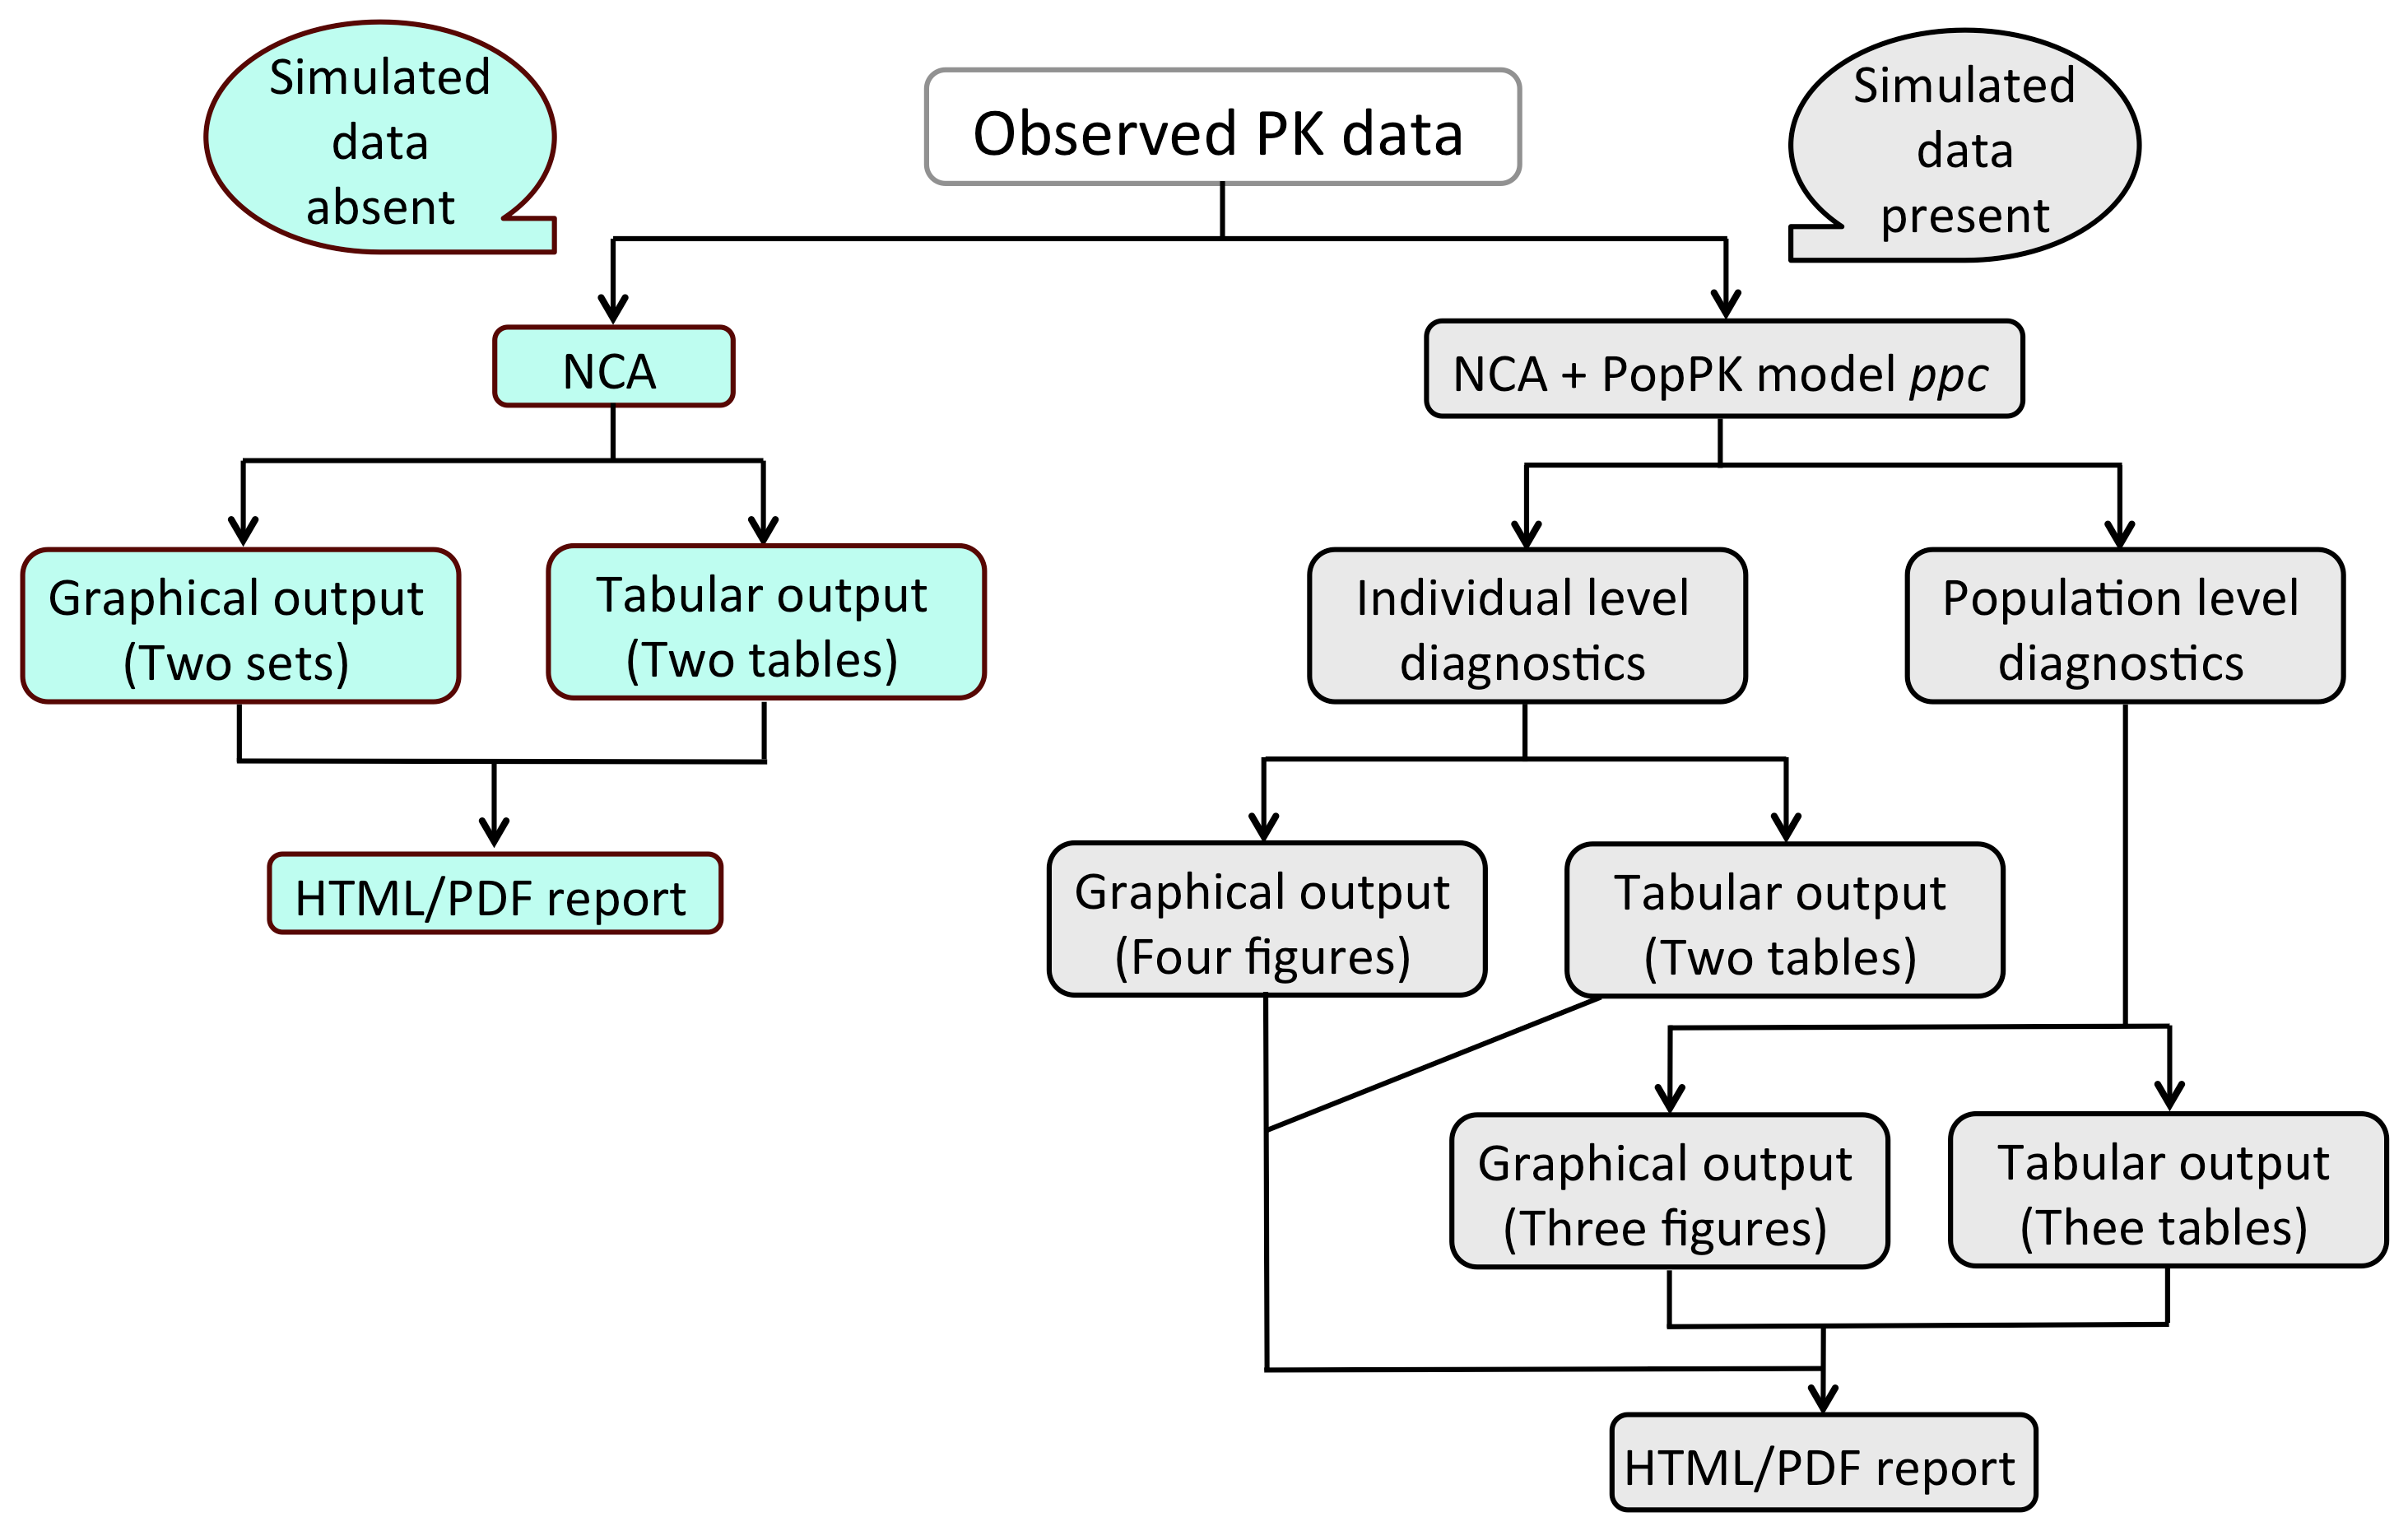 Simulated
data
absent
Observed PK data
Simulated
data
present
NCA
NCA + PopPK model ppc
Graphical output
(Two sets)
Tabular output
(Two tables)
Individual level
diagnostics
Population level
diagnostics
HTML/PDF report
Graphical output
(Four figures)
Tabular output
(Two tables)
Graphical output
(Three figures)
Tabular output
(Thee tables)
HTML/PDF report